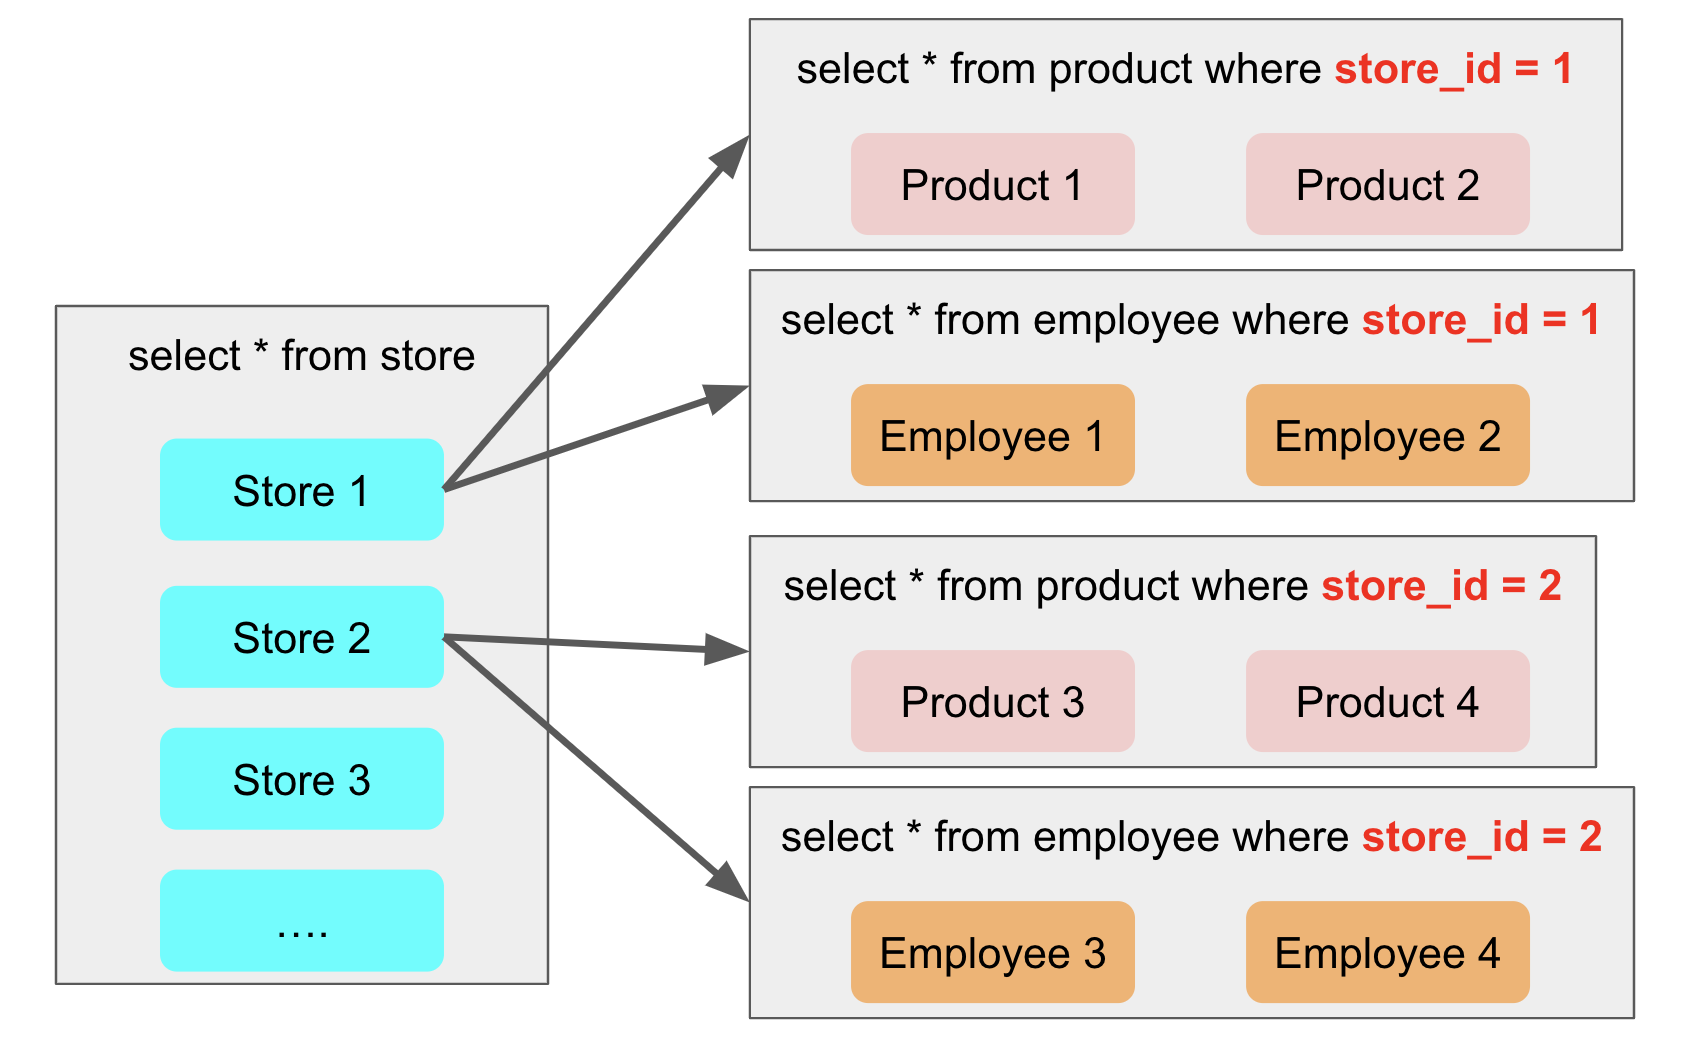 select * from store
Store 1
Store 2
Store 3
....
select * from product where store_id = 1
Product 1
Product 2
select * from employee where store_id = 1
Employee 1
Employee 2
select * from product where store_id = 2
Product 3
Product 4
select * from employee where store_id = 2
Employee 3
Employee 4